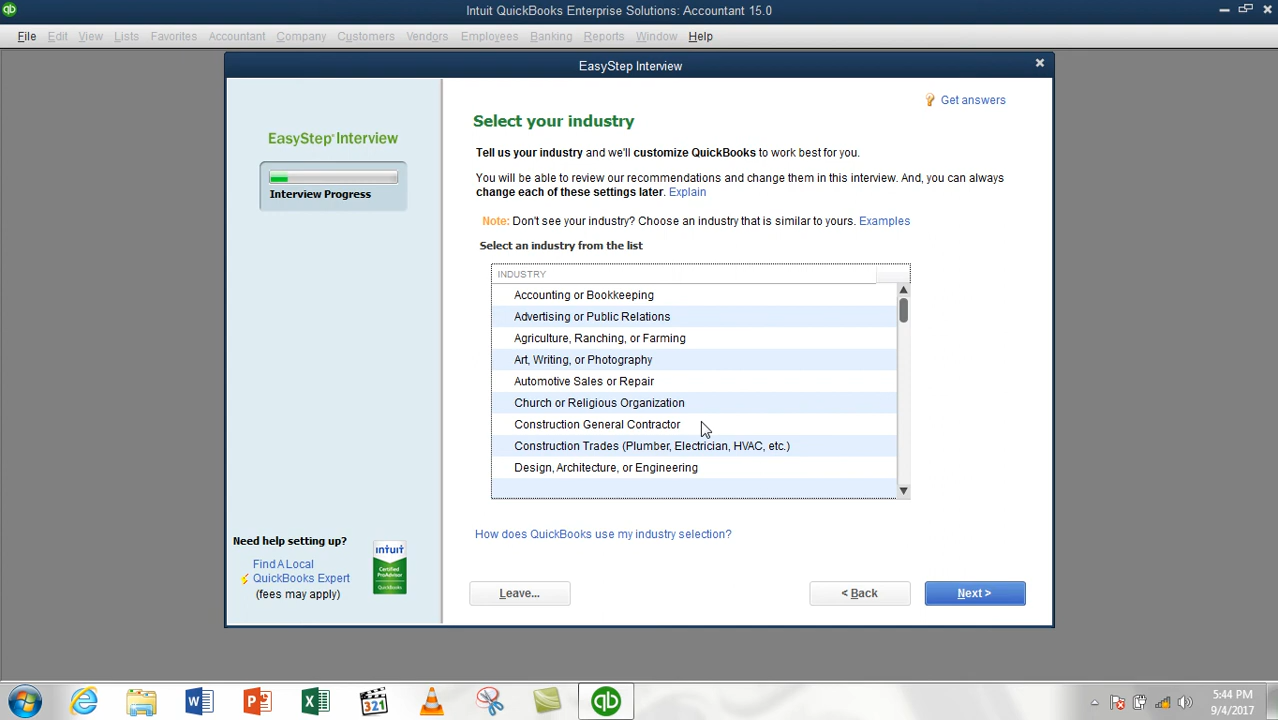 Intuit QuickBooks Enterprise Solutions: Accountant 15.0
File Edit View Lists Favorites Accountant Company Customers Vendors Employees Banking Reports Window Help
EasyStep Interview
Get answers
EasyStep Interview
Interview Progress
Select your industry
Tell us your industry and we'll customize QuickBooks to work best for you.
You will be able to review our recommendations and change them in this interview. And, you can always
change each of these settings later. Explain
Note: Don't see your industry? Choose an industry that is similar to yours. Examples
Select an industry from the list
INDUSTRY
Accounting or Bookkeeping
Advertising or Public Relations
Agriculture, Ranching, or Farming
Art, Writing, or Photography
Automotive Sales or Repair
Church or Religious Organization
Construction General Contractor
Construction Trades (Plumber, Electrician, HVAC, etc.)
Design, Architecture, or Engineering
How does QuickBooks use my industry selection?
Need help setting up?
Find A Local
QuickBooks Expert
(fees may apply)
intuit
Certified
ProAdvisor
QuickBooks
Leave...
< Back
Next >
321
qb
5:44 PM
9/4/2017